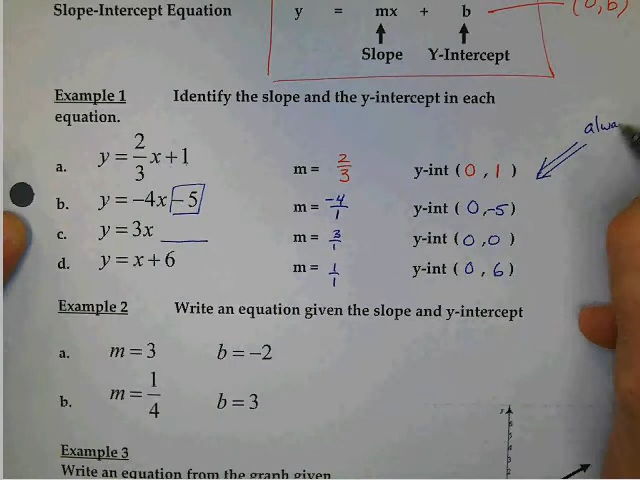 Slope-Intercept Equation y = mx + b (0,b)
Slope Y-Intercept
Example 1 Identify the slope and the y-intercept in each
equation.
alwa
a. y = 2/3 x + 1 m = 2/3 y-int ( 0 , 1 )
b. y = −4x − 5 m = -4/1 y-int ( 0,-5 )
c. y = 3x m = 3/1 y-int ( 0 , 0 )
d. y = x + 6 m = 1/1 y-int ( 0 , 6 )
Example 2 Write an equation given the slope and y-intercept
a. m = 3 b = −2
b. m = 1/4 b = 3
Example 3
Write an equation from the graph given